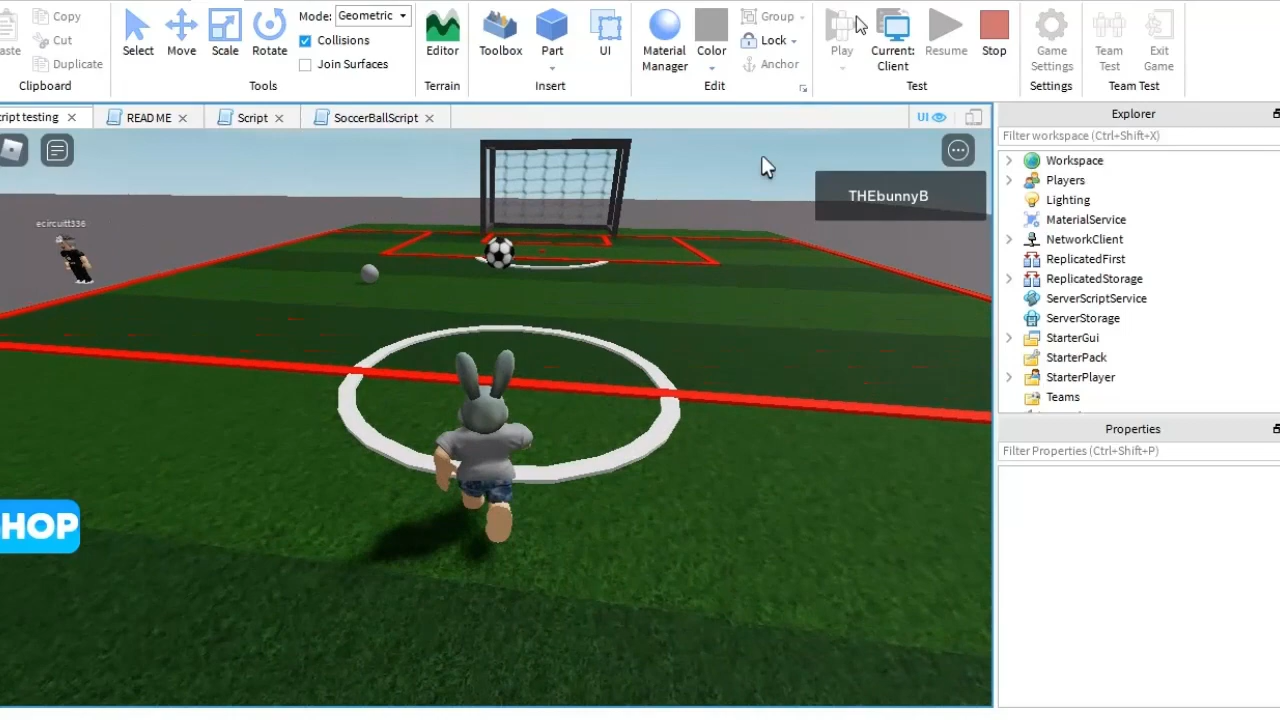 Copy
Cut
Duplicate
Clipboard
Select
Move
Scale
Rotate
Mode: Geometric
Collisions
Join Surfaces
Tools
Editor
Terrain
Toolbox
Part
UI
Insert
Material
Manager
Color
Group
Lock
Anchor
Edit
Play
Current:
Client
Resume
Stop
Test
Game
Settings
Settings
Team
Test
Exit
Game
Team Test
ript testing
README
Script
SoccerBallScript
UI
THEbunnyB
HOP
Explorer
Filter workspace (Ctrl+Shift+X)
Workspace
Players
Lighting
MaterialService
NetworkClient
ReplicatedFirst
ReplicatedStorage
ServerScriptService
ServerStorage
StarterGui
StarterPack
StarterPlayer
Teams
Properties
Filter Properties (Ctrl+Shift+P)